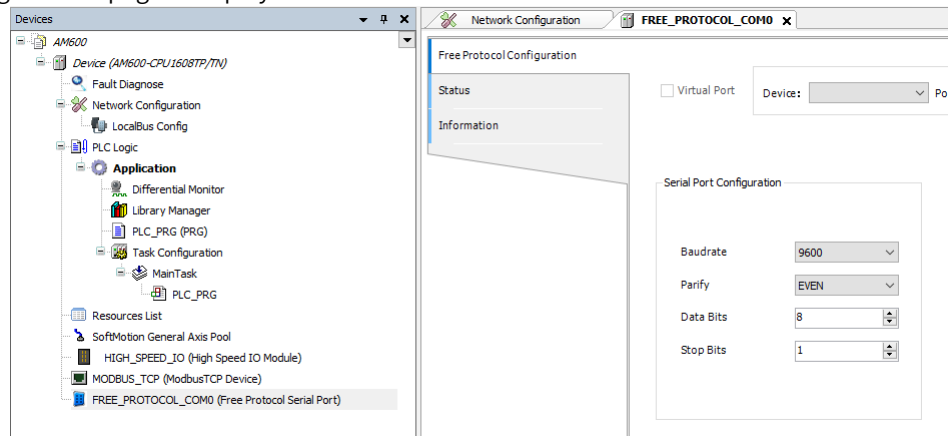 Devices
AM600
Device (AM600-CPU1608TP/TN)
Fault Diagnose
Network Configuration
LocalBus Config
PLC Logic
Application
Differential Monitor
Library Manager
PLC_PRG (PRG)
Task Configuration
MainTask
PLC_PRG
Resources List
SoftMotion General Axis Pool
HIGH_SPEED_IO (High Speed IO Module)
MODBUS_TCP (ModbusTCP Device)
FREE_PROTOCOL_COM0 (Free Protocol Serial Port)
Network Configuration
FREE_PROTOCOL_COM0
Free Protocol Configuration
Status
Information
Virtual Port
Device:
Po
Serial Port Configuration
Baudrate 9600
Parify EVEN
Data Bits 8
Stop Bits 1